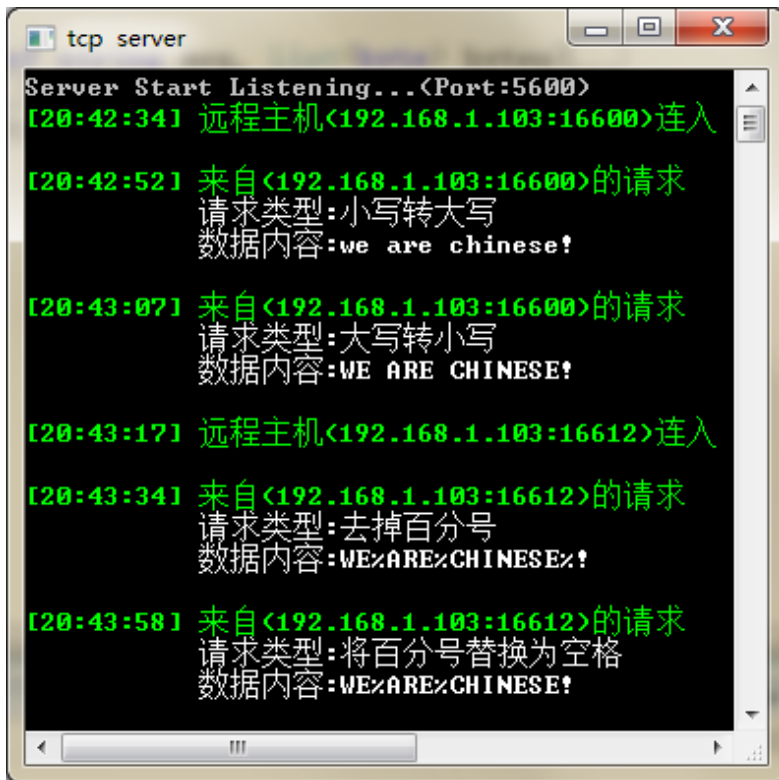 tcp server
Server Start Listening...(Port:5600)
[20:42:34] 远程主机(192.168.1.103:16600)连入
[20:42:52] 来自(192.168.1.103:16600)的请求
请求类型:小写转大写
数据内容:we are chinese!
[20:43:07] 来自(192.168.1.103:16600)的请求
请求类型:大写转小写
数据内容:WE ARE CHINESE!
[20:43:17] 远程主机(192.168.1.103:16612)连入
[20:43:34] 来自(192.168.1.103:16612)的请求
请求类型:去掉百分号
数据内容:WE%ARE%CHINESE%!
[20:43:58] 来自(192.168.1.103:16612)的请求
请求类型:将百分号替换为空格
数据内容:WE%ARE%CHINESE!